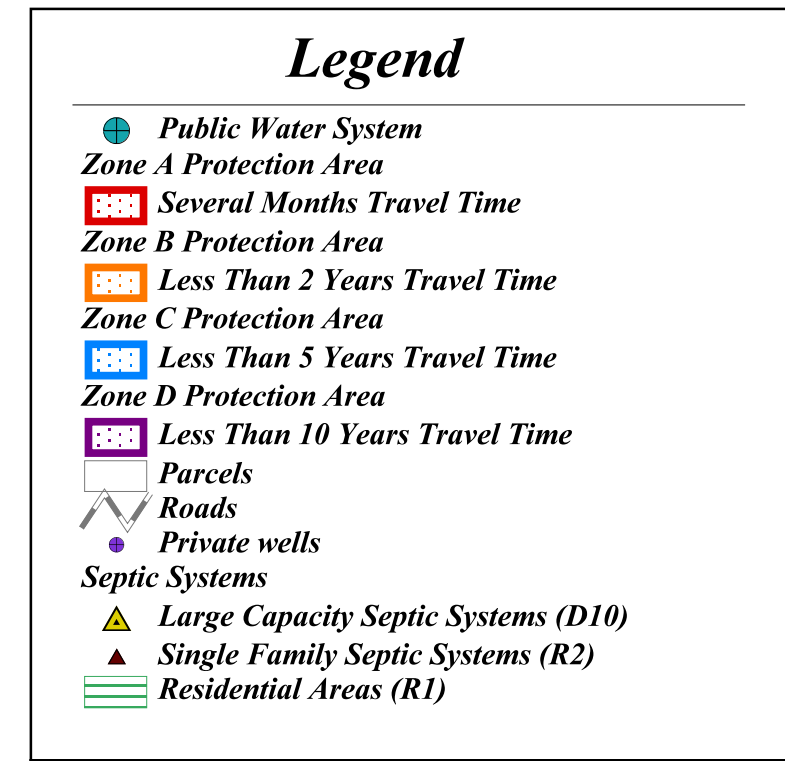 Legend
Public Water System
Zone A Protection Area
Several Months Travel Time
Zone B Protection Area
Less Than 2 Years Travel Time
Zone C Protection Area
Less Than 5 Years Travel Time
Zone D Protection Area
Less Than 10 Years Travel Time
Parcels
Roads
Private wells
Septic Systems
Large Capacity Septic Systems (D10)
Single Family Septic Systems (R2)
Residential Areas (R1)